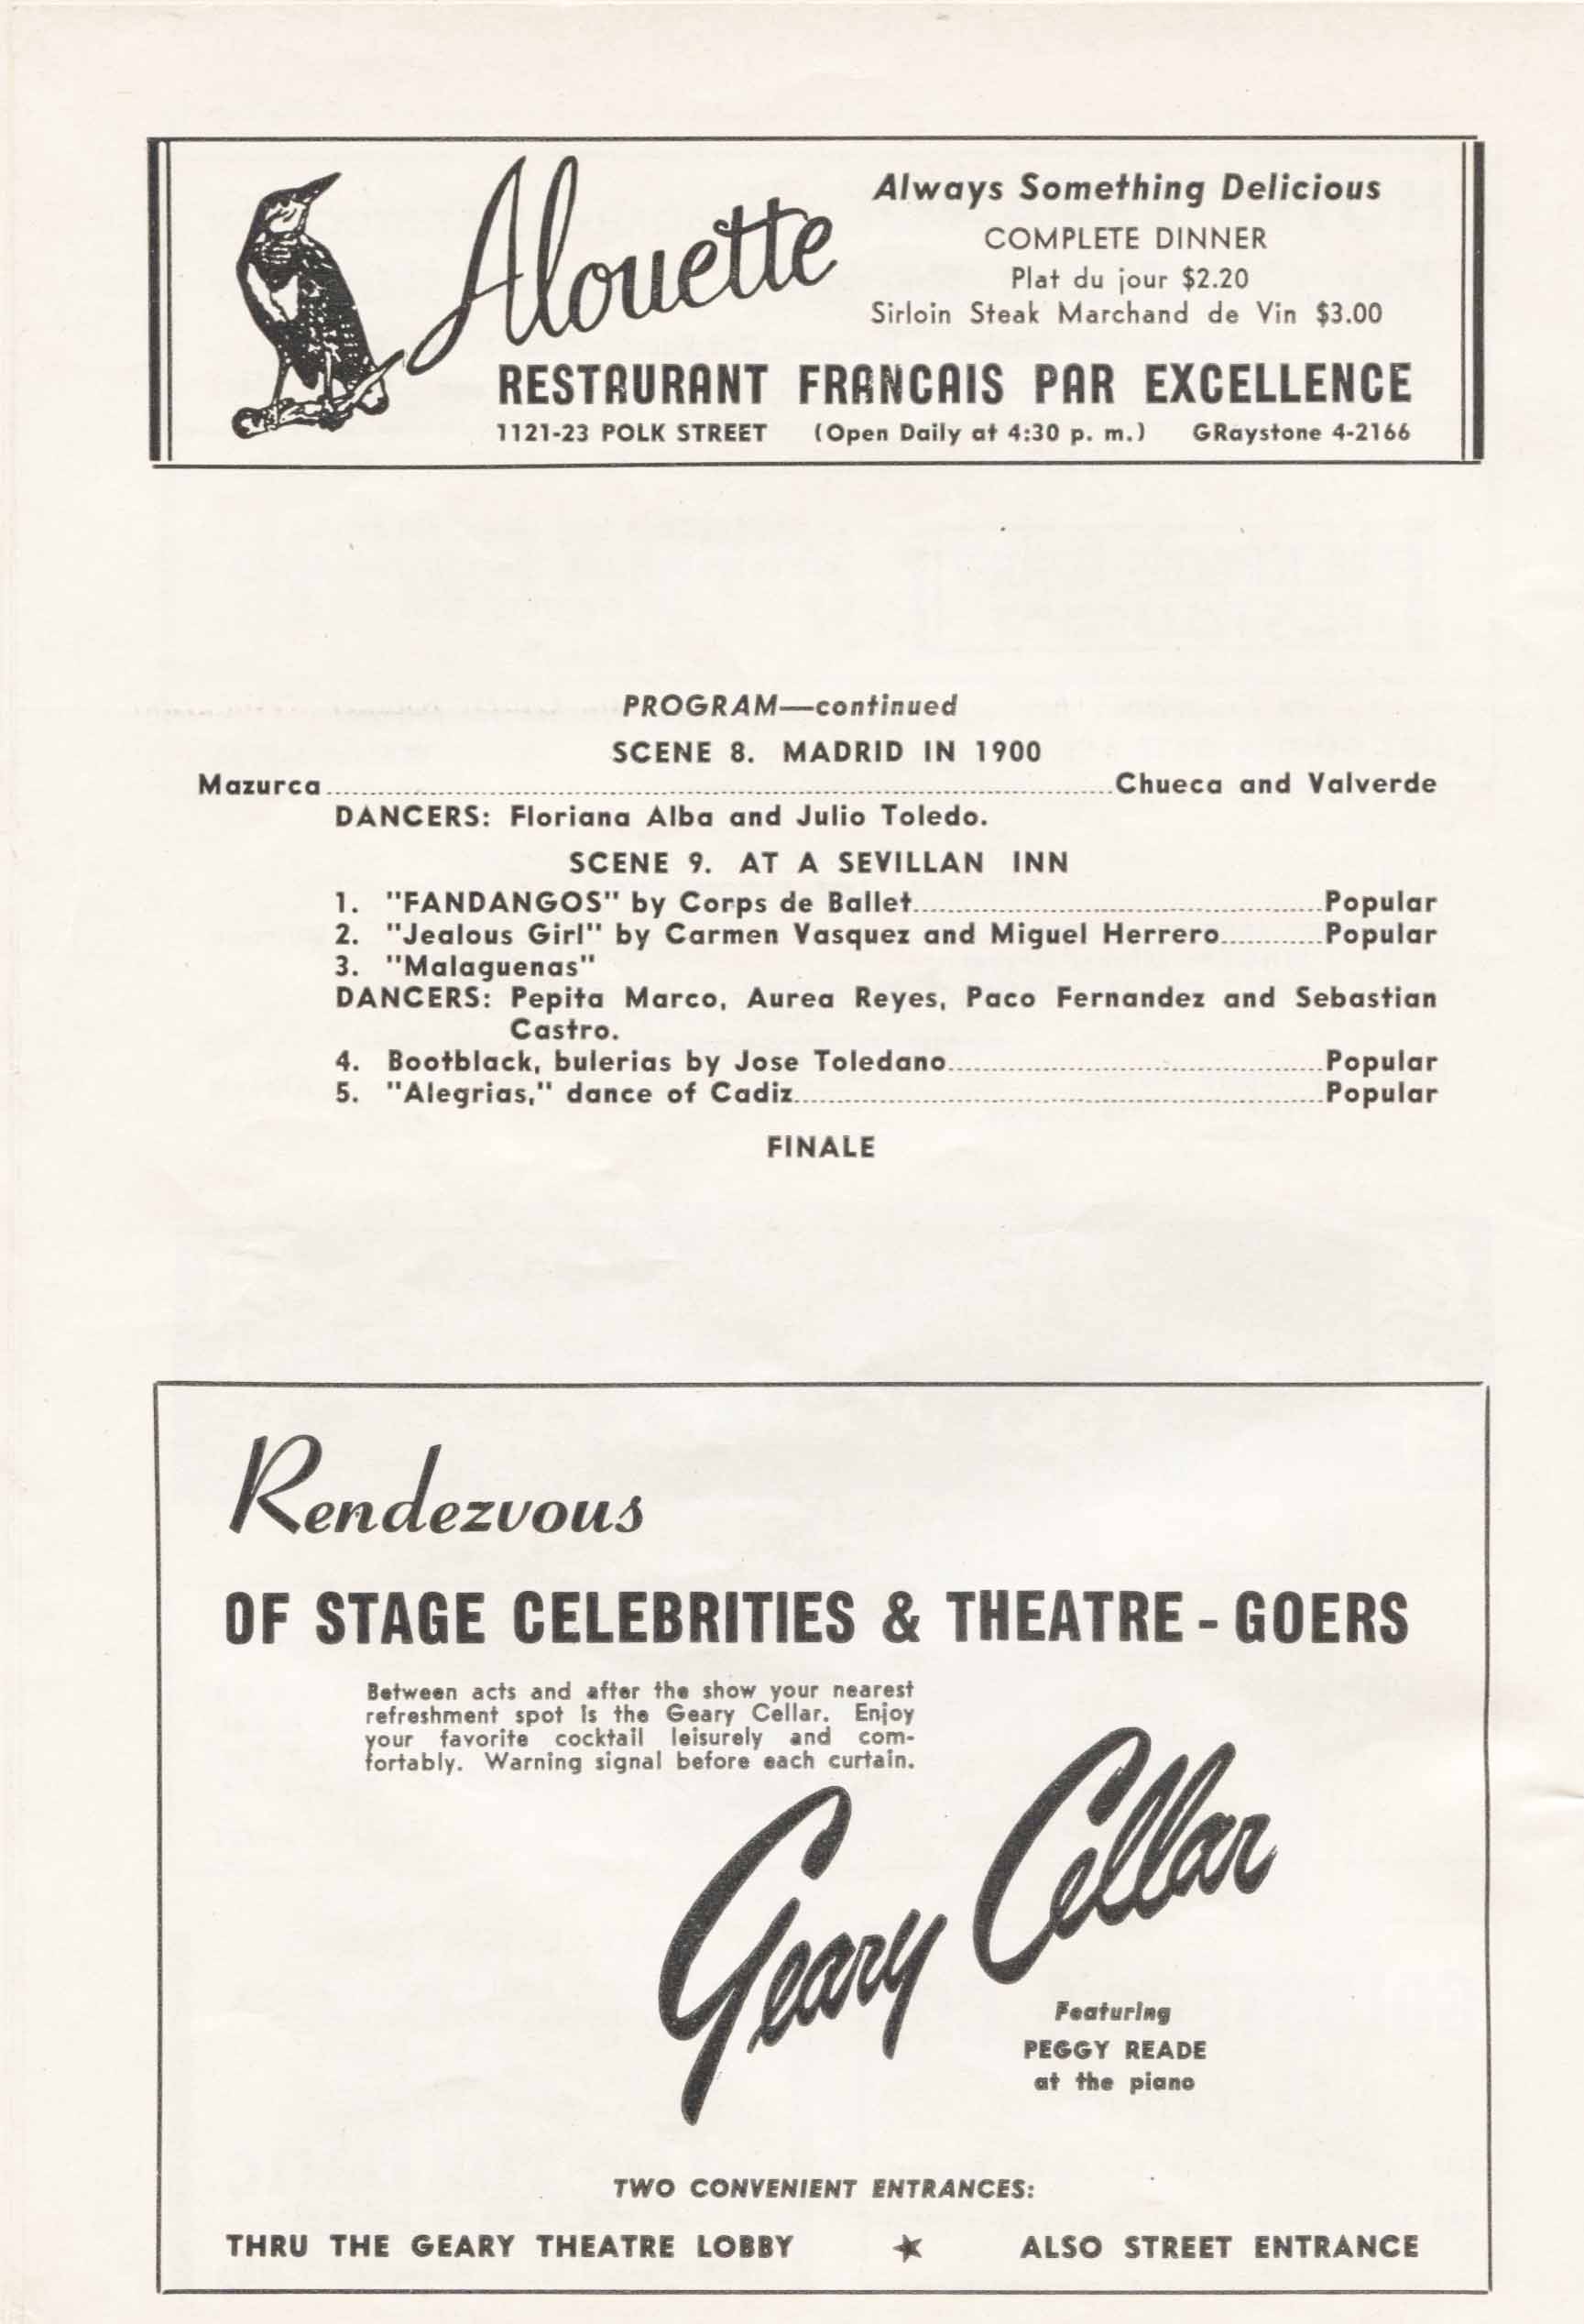 Alouette
Always Something Delicious
COMPLETE DINNER
Plat du jour $2.20
Sirloin Steak Marchand de Vin $3.00
RESTAURANT FRANCAIS PAR EXCELLENCE
1121-23 POLK STREET (Open Daily at 4:30 p. m.) GRaystone 4-2166
PROGRAM—continued
SCENE 8. MADRID IN 1900
Mazurca ........ Chueca and Valverde
DANCERS: Floriana Alba and Julio Toledo.
SCENE 9. AT A SEVILLAN INN
1. "FANDANGOS" by Corps de Ballet ........ Popular
2. "Jealous Girl" by Carmen Vasquez and Miguel Herrero ........ Popular
3. "Malaguenas"
DANCERS: Pepita Marco, Aurea Reyes, Paco Fernandez and Sebastian
Castro.
4. Bootblack, bulerias by Jose Toledano ........ Popular
5. "Alegrias," dance of Cadiz ........ Popular
FINALE
Rendezvous
OF STAGE CELEBRITIES & THEATRE - GOERS
Between acts and after the show your nearest
refreshment spot is the Geary Cellar. Enjoy
your favorite cocktail leisurely and com-
fortably. Warning signal before each curtain.
Geary Cellar
Featuring
PEGGY READE
at the piano
TWO CONVENIENT ENTRANCES:
THRU THE GEARY THEATRE LOBBY ★ ALSO STREET ENTRANCE